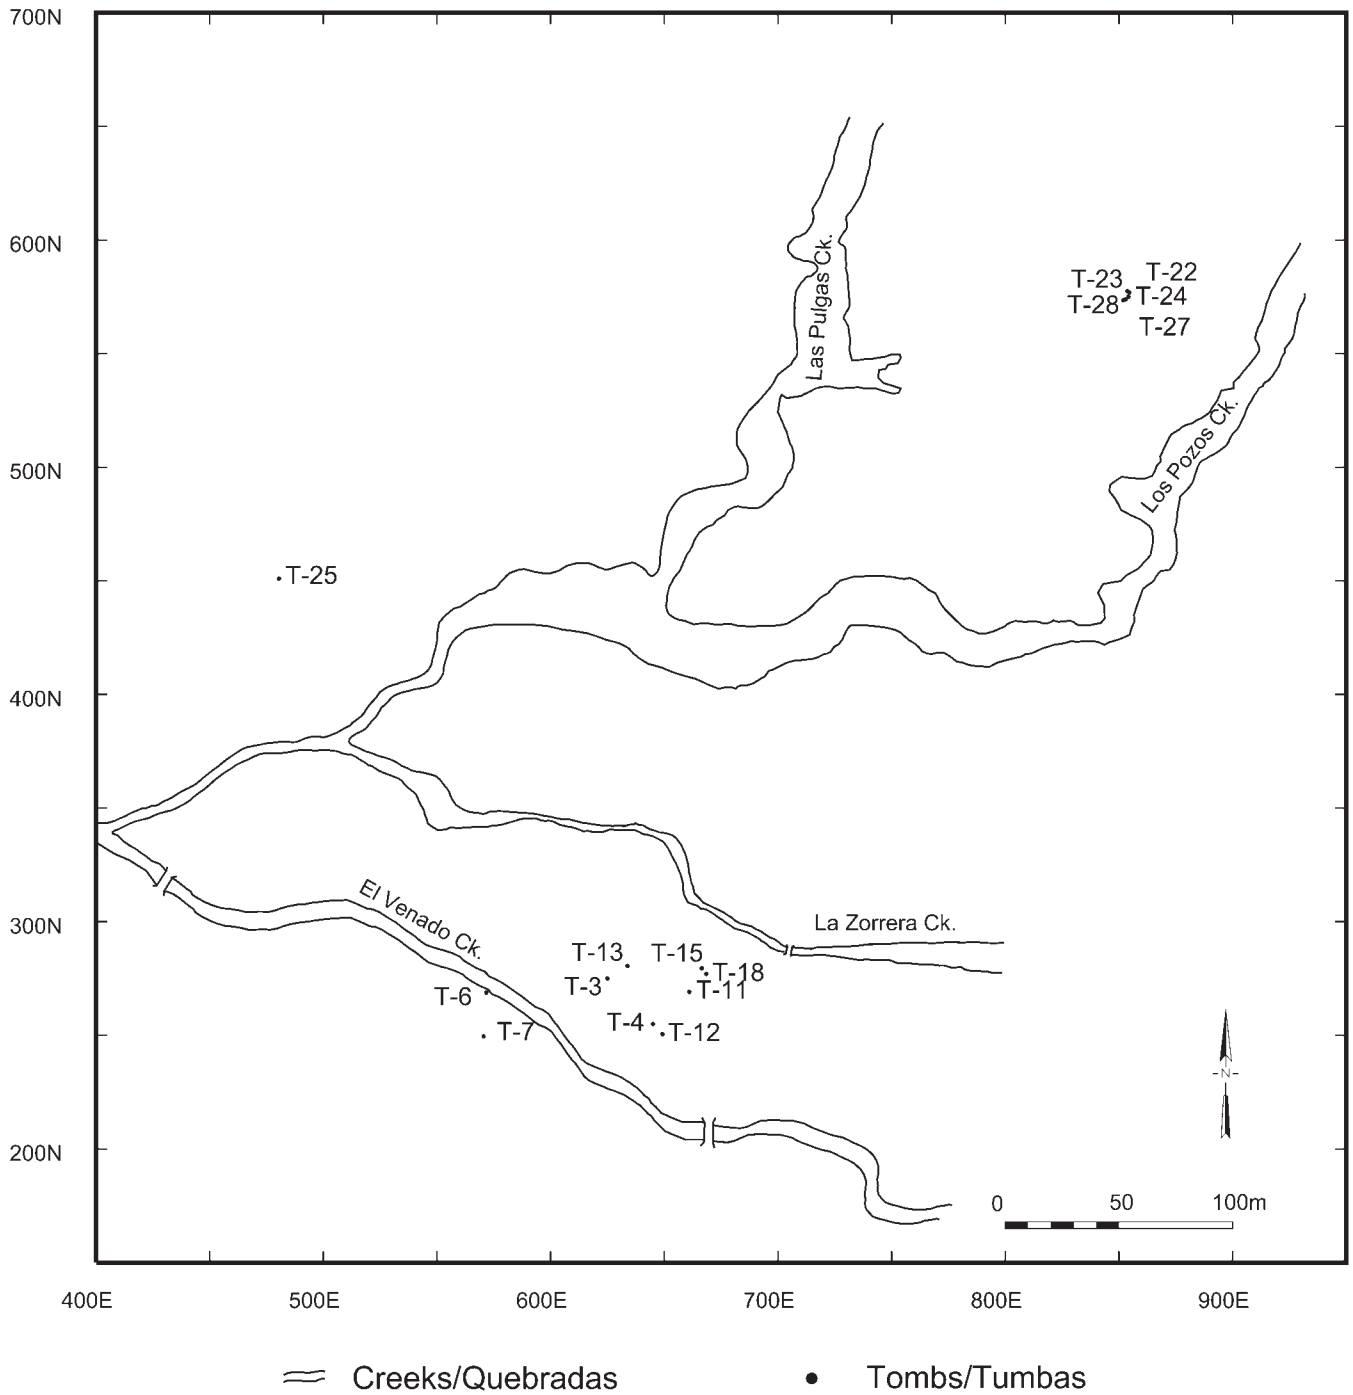 700N
600N
Las Pulgas Ck.
T-23
T-22
T-28
T-24
T-27
500N
Los Pozos Ck.
T-25
400N
300N
El Venado Ck.
La Zorrera Ck.
T-13
T-15
T-18
T-3
T-11
T-6
T-4
T-12
T-7
-N-
200N
0 50 100m
400E 500E 600E 700E 800E 900E
Creeks/Quebradas
Tombs/Tumbas